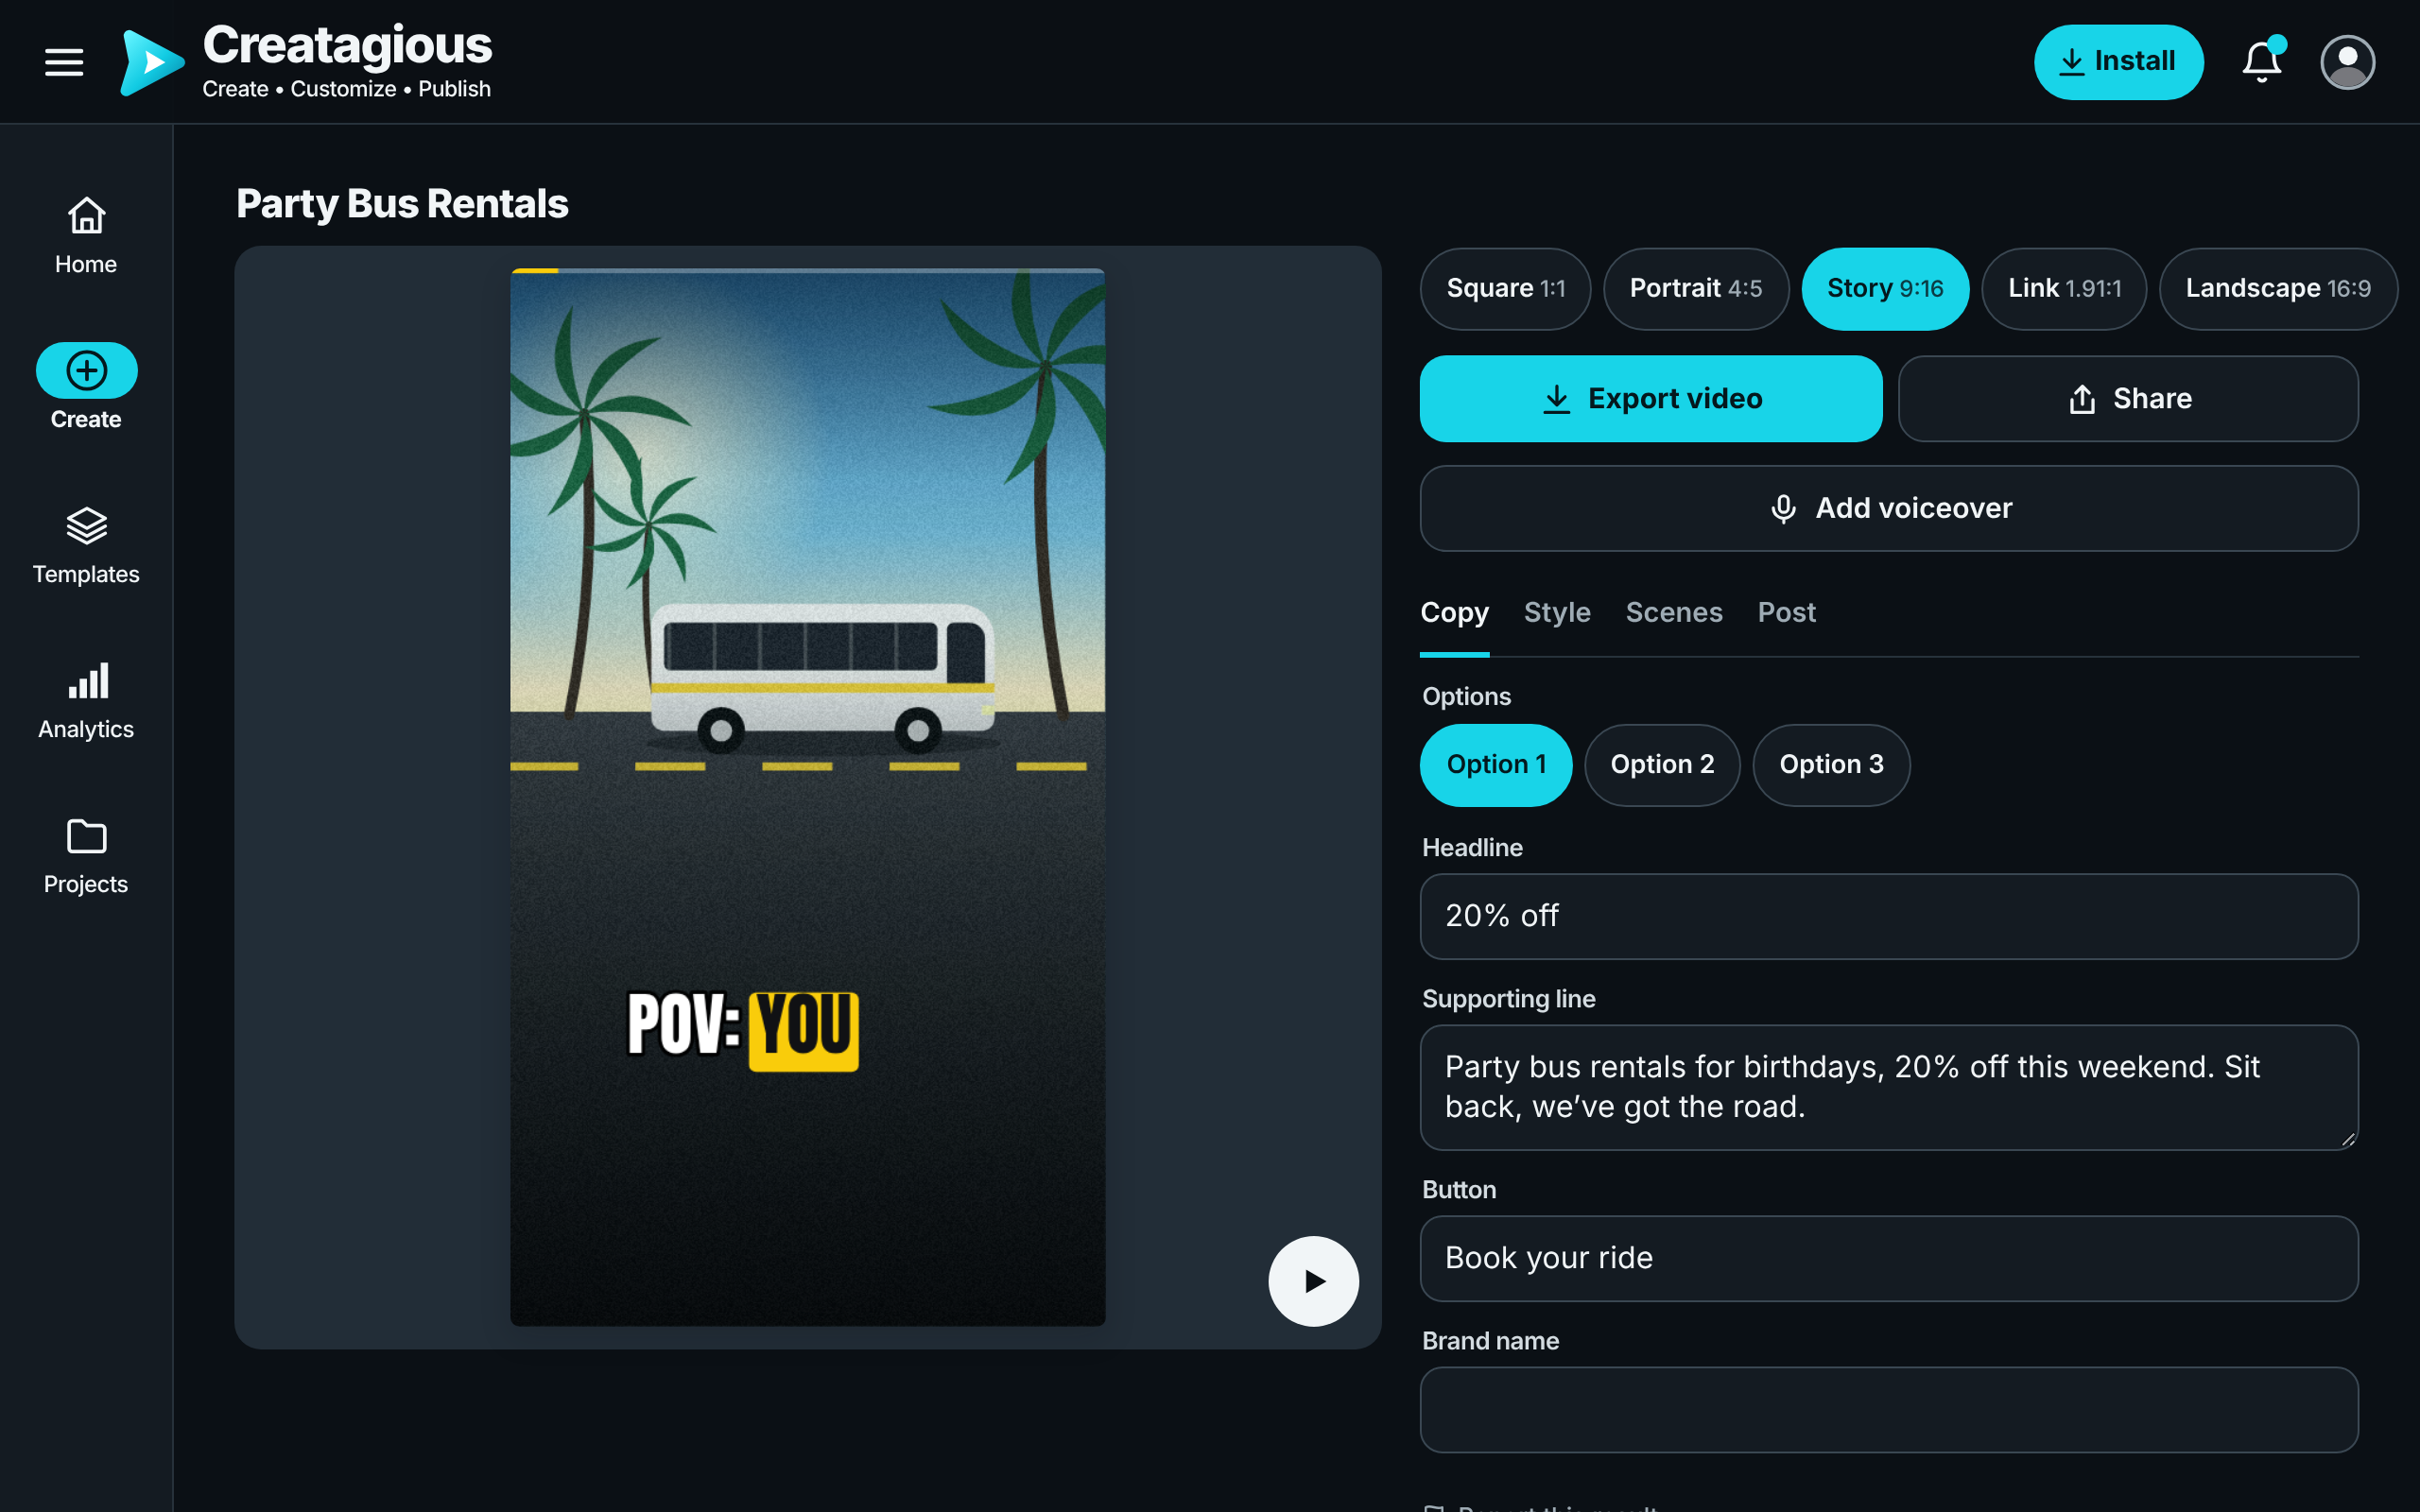 Creatagious
Create • Customize • Publish
Install
Home
Create
Templates
Analytics
Projects
Party Bus Rentals
POV: YOU
Square 1:1
Portrait 4:5
Story 9:16
Link 1.91:1
Landscape 16:9
Export video
Share
Add voiceover
Copy
Style
Scenes
Post
Options
Option 1
Option 2
Option 3
Headline
20% off
Supporting line
Party bus rentals for birthdays, 20% off this weekend. Sit
back, we’ve got the road.
Button
Book your ride
Brand name